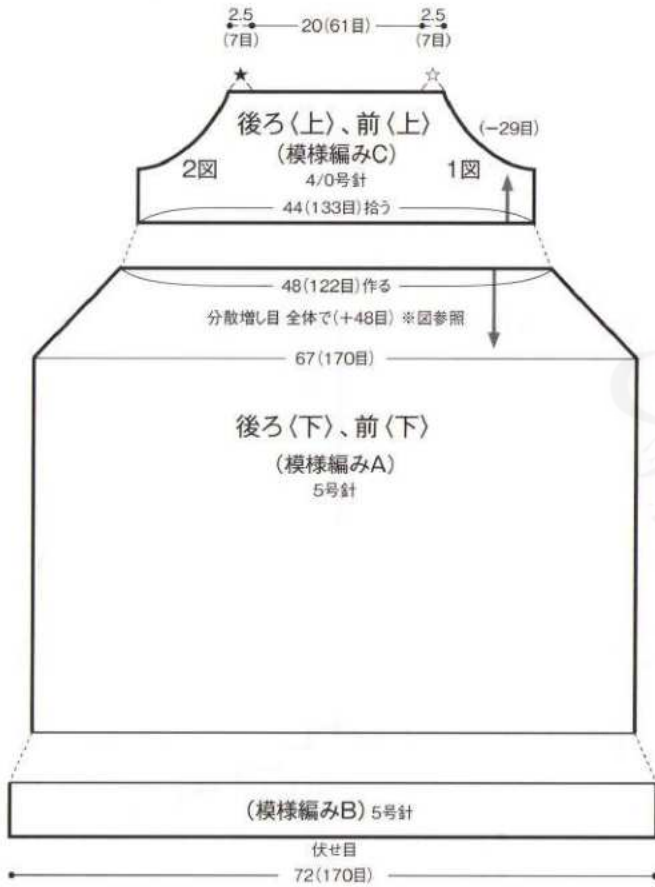 2.5 20(61目) 2.5
(7目) (7目)
★ ☆
後ろ〈上〉、前〈上〉 (−29目)
(模様編みC)
2図 1図
4/0号針
44(133目)拾う
48(122目)作る
分散増し目 全体で(+48目) ※図参照
67(170目)
後ろ〈下〉、前〈下〉
(模様編みA)
5号針
(模様編みB) 5号針
伏せ目
72(170目)